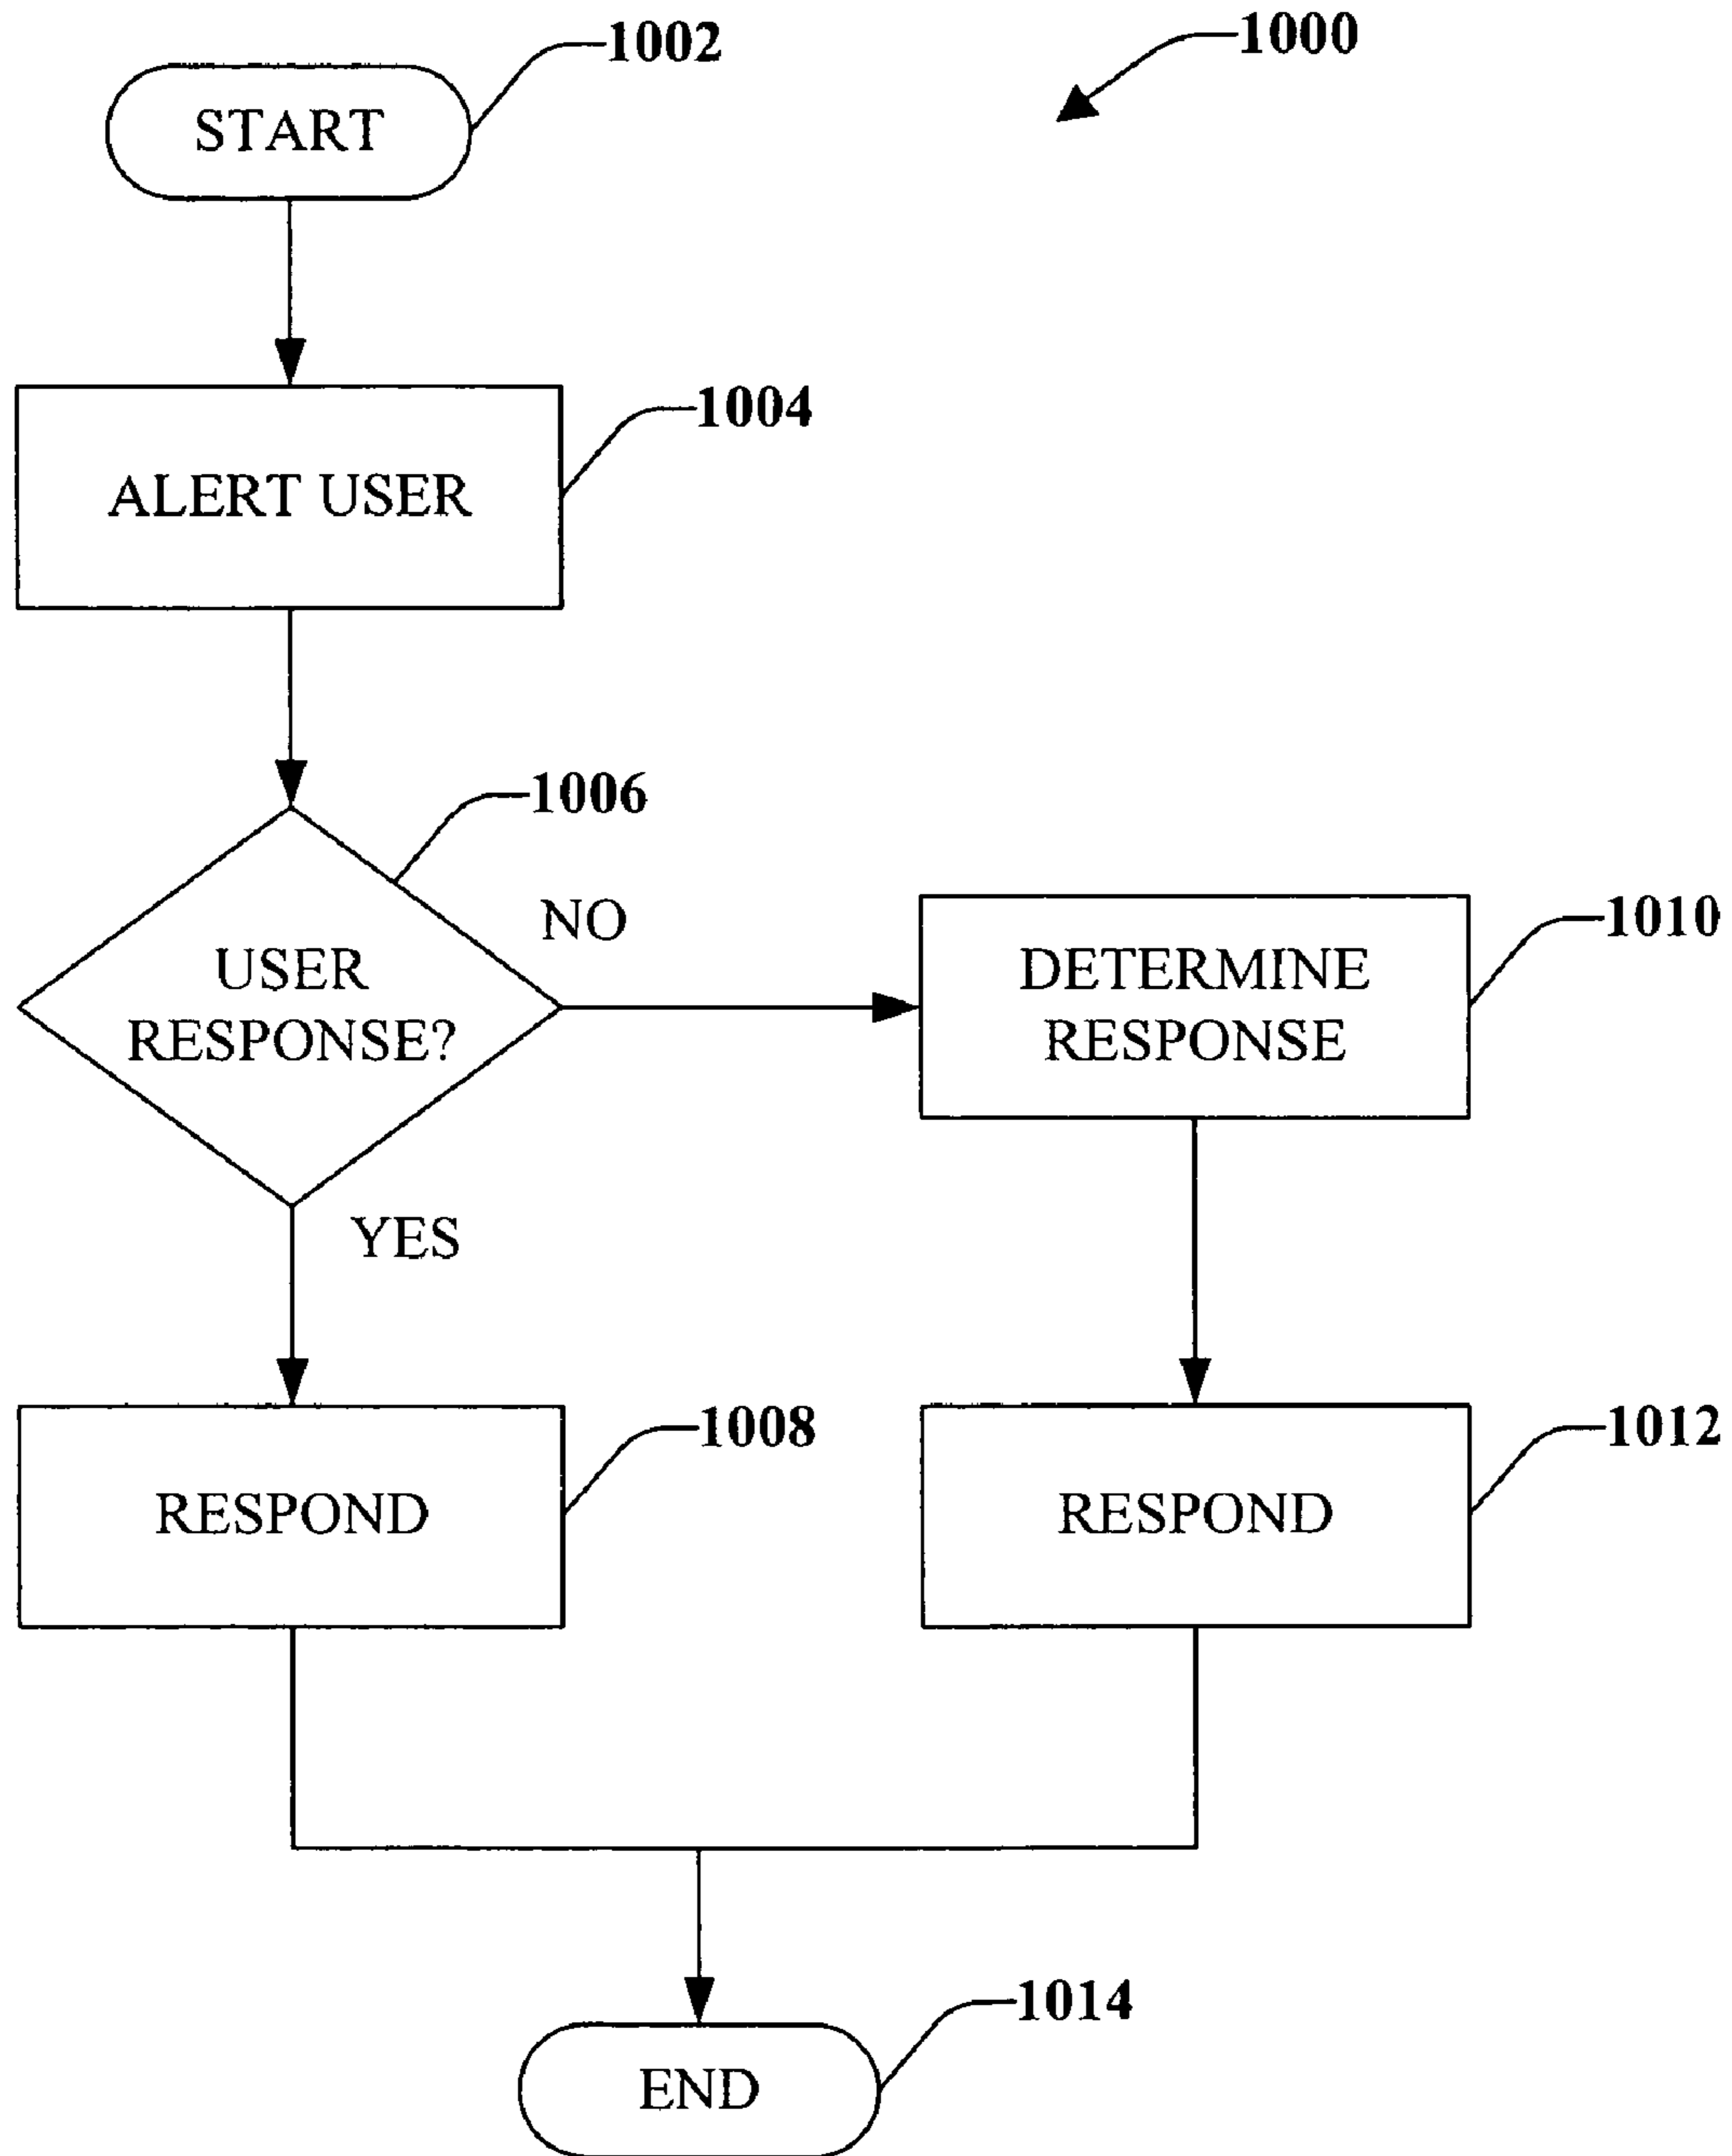 1002
1000
START
1004
ALERT USER
1006
NO
1010
USER
RESPONSE?
DETERMINE
RESPONSE
YES
1008
1012
RESPOND
RESPOND
1014
END